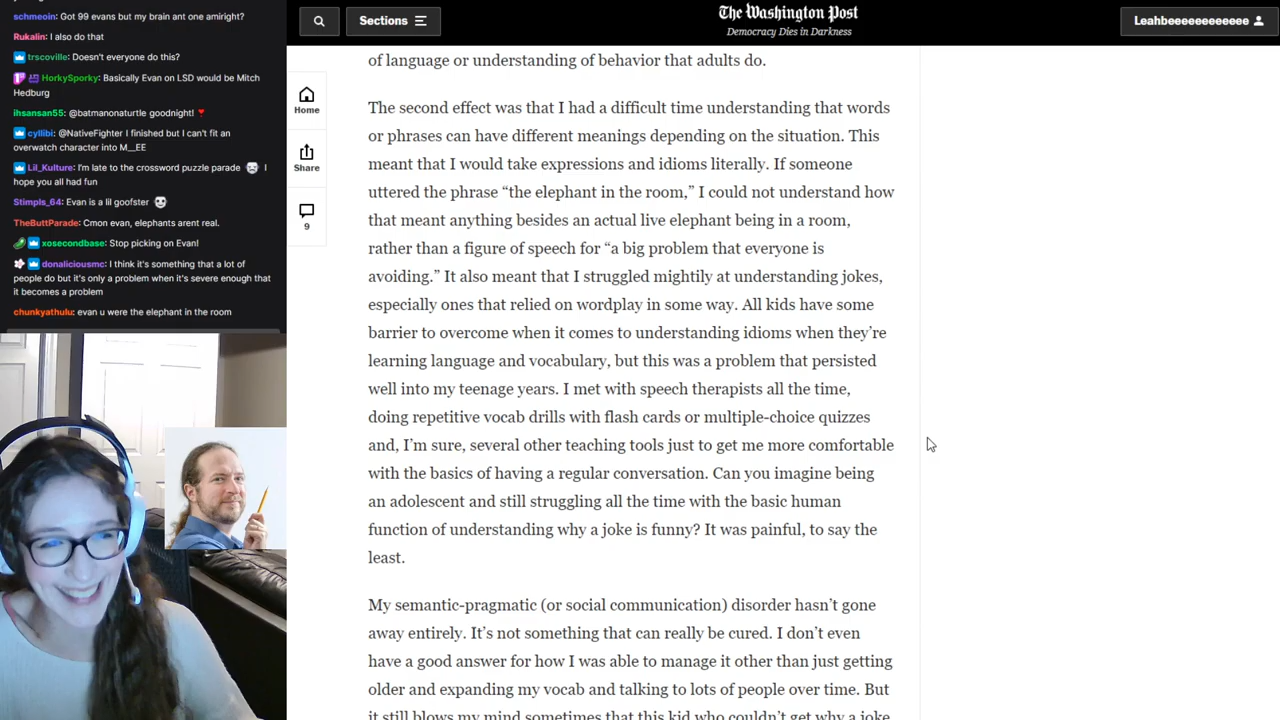 schmeoin: Got 99 evans but my brain ant one amiright?
Rukalin: I also do that
trscoville: Doesn't everyone do this?
HorkySporky: Basically Evan on LSD would be Mitch
Hedburg
ihsansan55: @batmanonaturtle goodnight!
cyllibi: @NativeFighter I finished but I can't fit an
overwatch character into M__EE
Lil_Kulture: I'm late to the crossword puzzle parade I
hope you all had fun
Stimpls_64: Evan is a lil goofster
TheButtParade: Cmon evan, elephants arent real.
xosecondbase: Stop picking on Evan!
donaliciousmc: I think it's something that a lot of
people do but it's only a problem when it's severe enough that
it becomes a problem
chunkyathulu: evan u were the elephant in the room
Sections
The Washington Post
Democracy Dies in Darkness
Leahbeeeeeeeeeeee
Home
Share
9
of language or understanding of behavior that adults do.
The second effect was that I had a difficult time understanding that words
or phrases can have different meanings depending on the situation. This
meant that I would take expressions and idioms literally. If someone
uttered the phrase “the elephant in the room,” I could not understand how
that meant anything besides an actual live elephant being in a room,
rather than a figure of speech for “a big problem that everyone is
avoiding.” It also meant that I struggled mightily at understanding jokes,
especially ones that relied on wordplay in some way. All kids have some
barrier to overcome when it comes to understanding idioms when they’re
learning language and vocabulary, but this was a problem that persisted
well into my teenage years. I met with speech therapists all the time,
doing repetitive vocab drills with flash cards or multiple-choice quizzes
and, I’m sure, several other teaching tools just to get me more comfortable
with the basics of having a regular conversation. Can you imagine being
an adolescent and still struggling all the time with the basic human
function of understanding why a joke is funny? It was painful, to say the
least.
My semantic-pragmatic (or social communication) disorder hasn’t gone
away entirely. It’s not something that can really be cured. I don’t even
have a good answer for how I was able to manage it other than just getting
older and expanding my vocab and talking to lots of people over time. But
it still blows my mind sometimes that this kid who couldn’t get why a joke